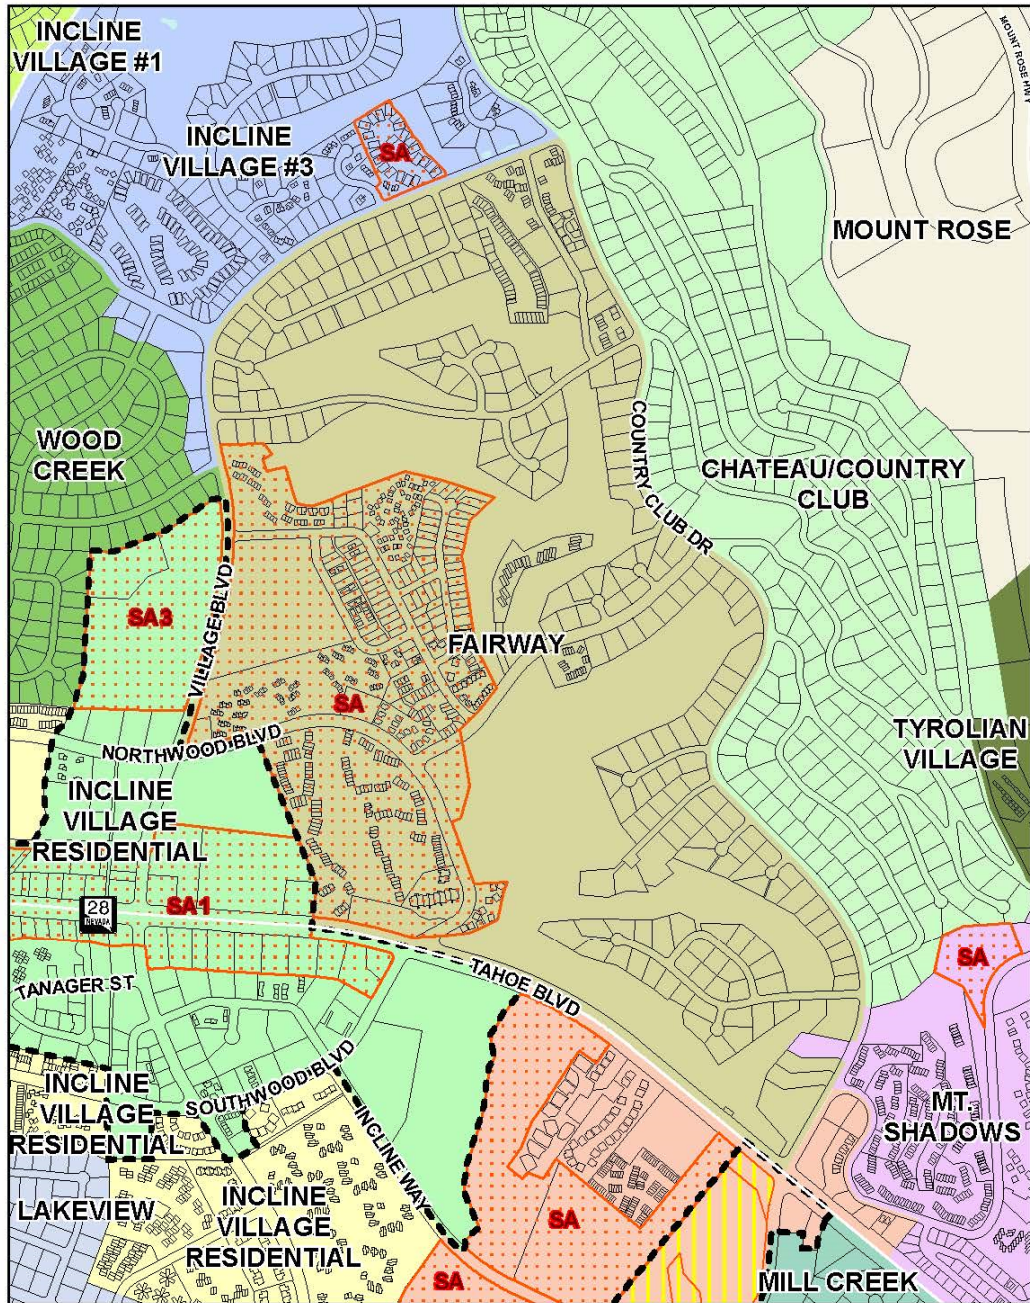 INCLINE
VILLAGE #1
MOUNT ROSE HWY
INCLINE
VILLAGE #3
SA
MOUNT ROSE
WOOD
CREEK
COUNTRY CLUB DR
CHATEAU/COUNTRY
CLUB
SA3
VILLAGE BLVD
FAIRWAY
SA
NORTHWOOD BLVD
TYROLIAN
VILLAGE
INCLINE
VILLAGE
RESIDENTIAL
SA1
28
NEVADA
TAHOE BLVD
SA
TANAGER ST
SOUTHWOOD BLVD
INCLINE
VILLAGE
RESIDENTIAL
INCLINE WAY
MT.
SHADOWS
LAKEVIEW
INCLINE
VILLAGE
RESIDENTIAL
SA
SA
MILL CREEK